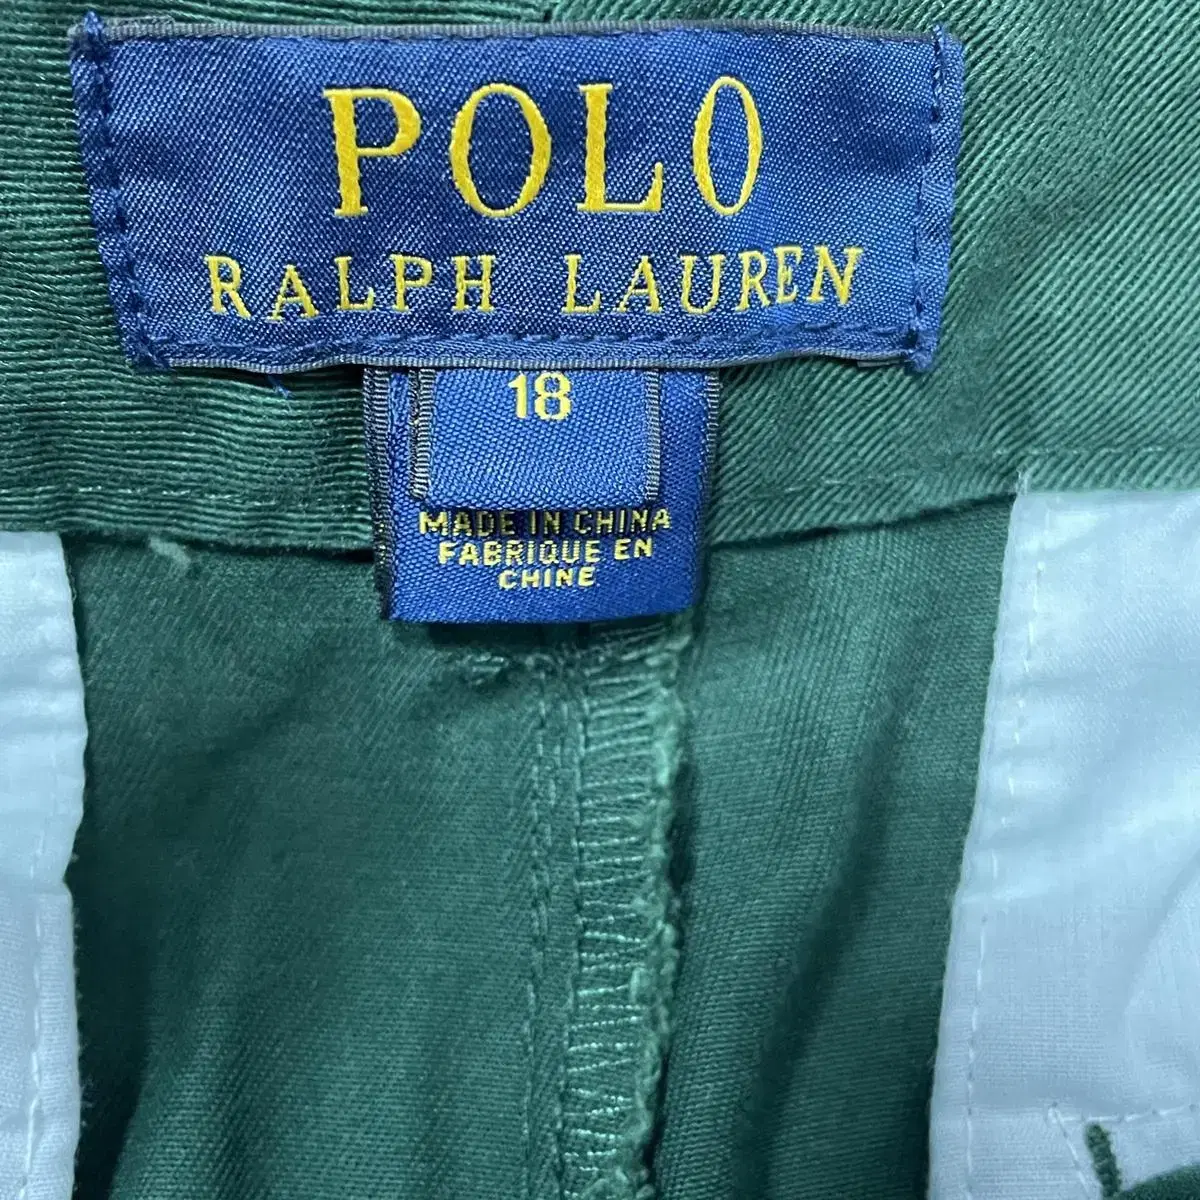 POLO
RALPH LAUREN
18
MADE IN CHINA
FABRIQUE EN
CHINE